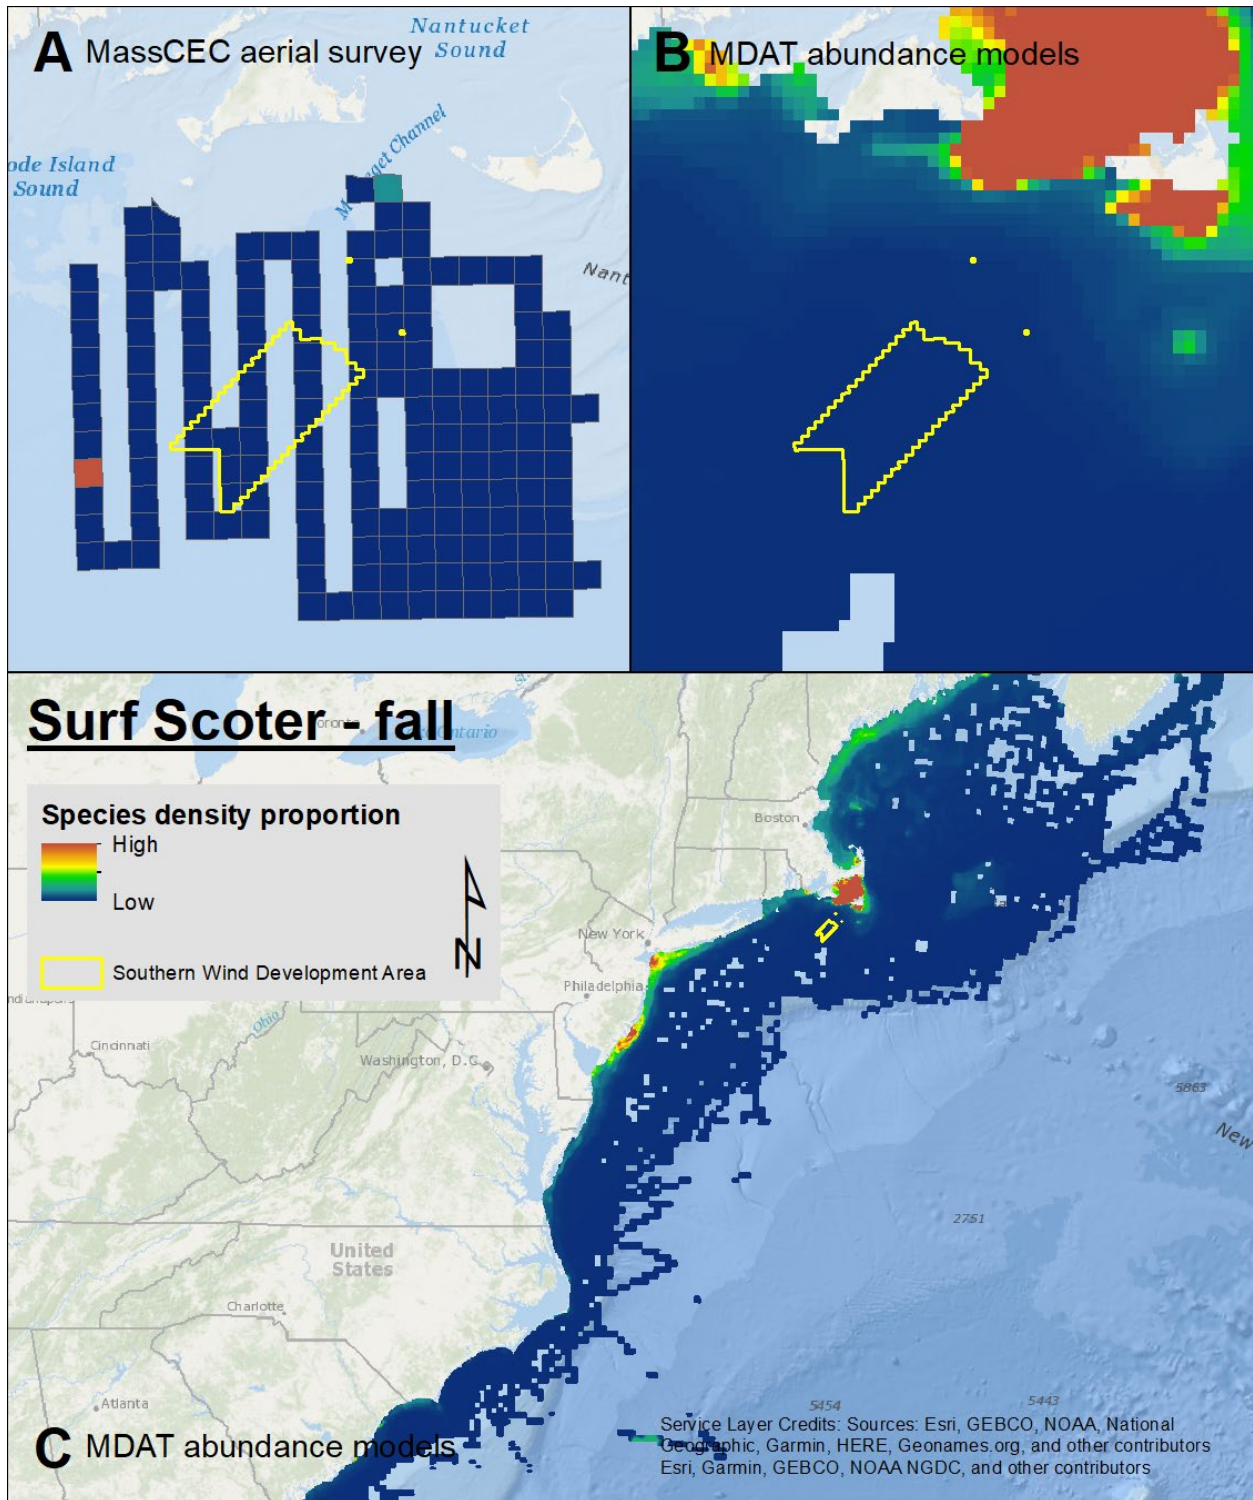 Nantucket
Sound
A MassCEC aerial survey
B MDAT abundance models
ode Island
Sound
get Channel
Nant
Surf Scoter - fall
Ontario
Species density proportion
High
Low
N
Southern Wind Development Area
Boston
New York
Philadelphia
Ohio
Cincinnati
Washington, D.C.
5863
New
2751
United
States
Charlotte
Atlanta
5454
5443
C MDAT abundance models
Service Layer Credits: Sources: Esri, GEBCO, NOAA, National
Geographic, Garmin, HERE, Geonames.org, and other contributors
Esri, Garmin, GEBCO, NOAA NGDC, and other contributors